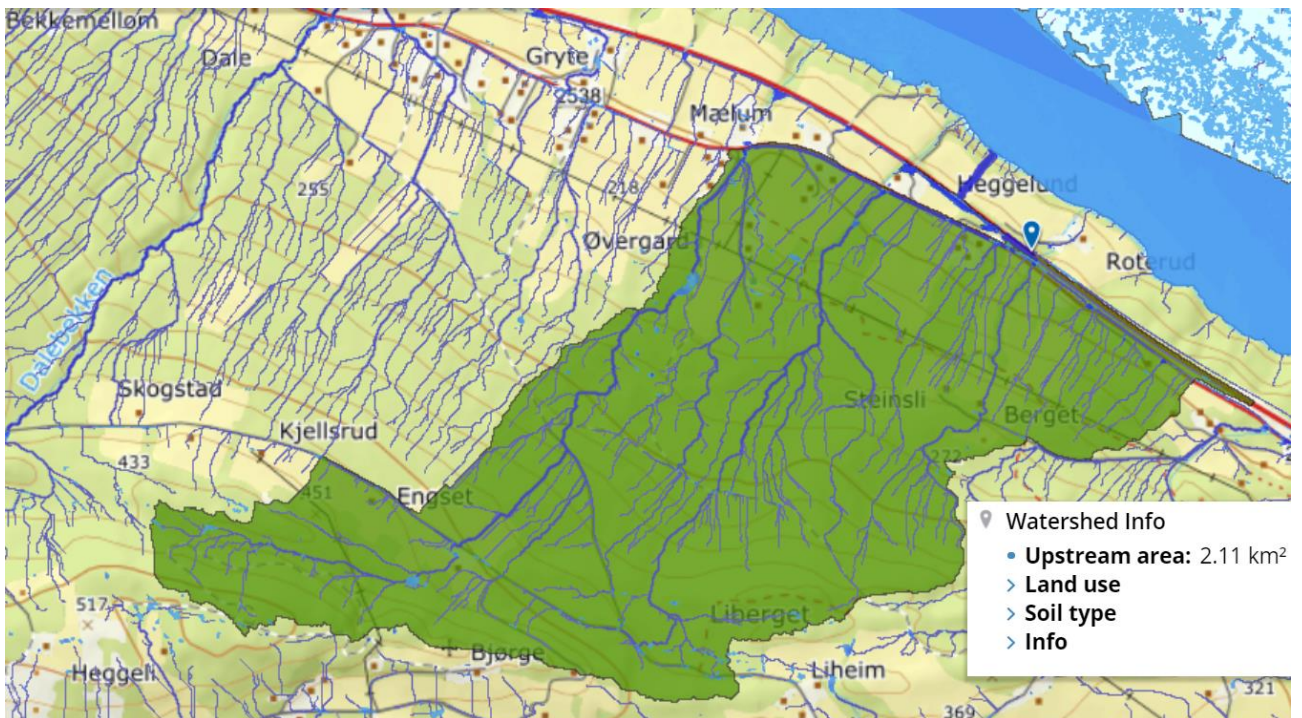 Bekkemellom
Dale
Gryte
2538
Mælum
255
218
Heggelund
Øvergard
Roterud
Dalebekken
Skogstad
Steinsli
Berget
Kjellsrud
433
272
451
Engset
Watershed Info
Upstream area: 2.11 km²
Land use
Soil type
Info
517
Liberget
Bjørge
Heggeli
Liheim
321
369